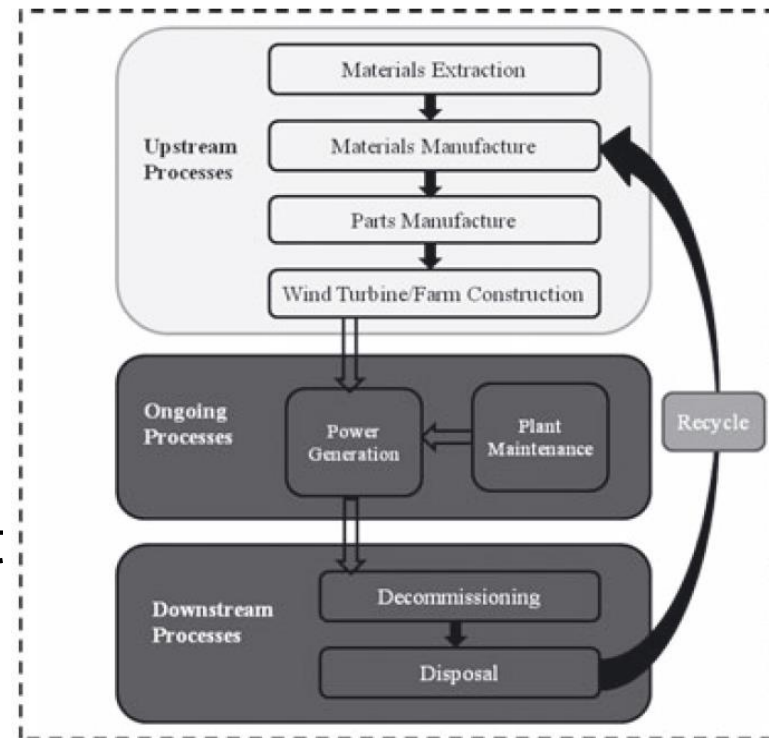 Materials Extraction
Upstream
Processes
Materials Manufacture
Parts Manufacture
Wind Turbine/Farm Construction
Ongoing
Processes
Power
Generation
Plant
Maintenance
Recycle
Downstream
Processes
Decommissioning
Disposal